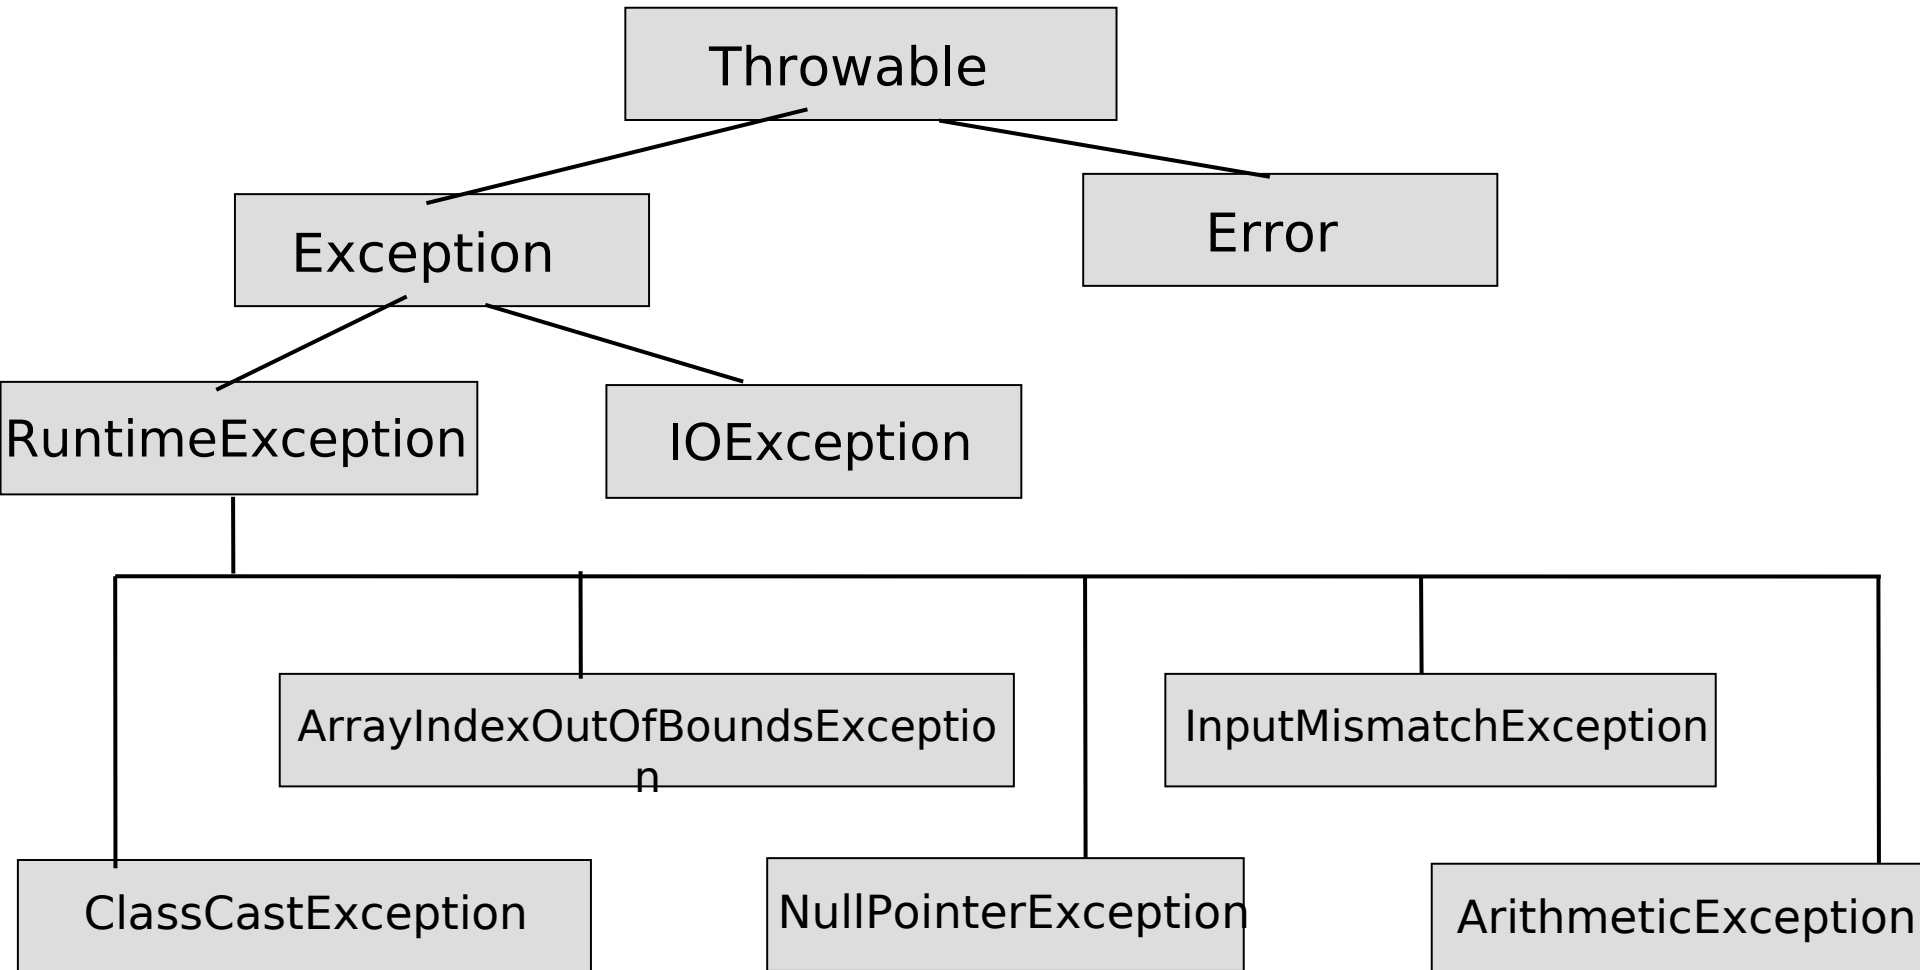 Throwable
Exception
Error
RuntimeException
IOException
ArrayIndexOutOfBoundsExceptio
n
InputMismatchException
ClassCastException
NullPointerException
ArithmeticException